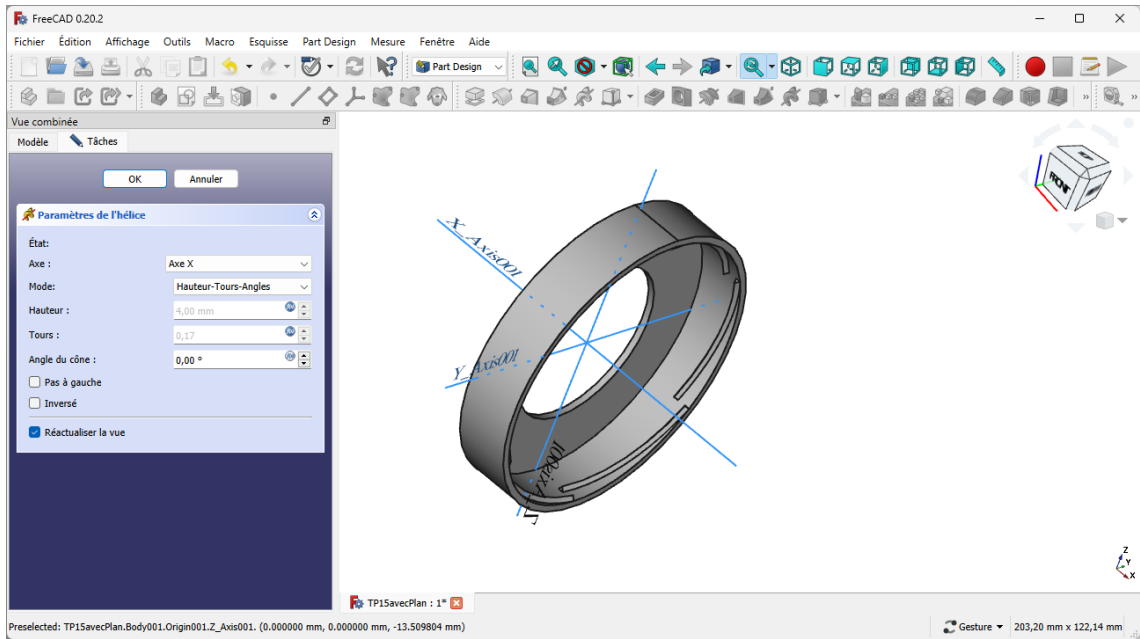 FreeCAD 0.20.2
Fichier Édition Affichage Outils Macro Esquisse Part Design Mesure Fenêtre Aide
Part Design
Vue combinée
Modèle Tâches
OK Annuler
Paramètres de l'hélice
État:
Axe : Axe X
Mode: Hauteur-Tours-Angles
Hauteur : 4,00 mm
Tours : 0,17
Angle du cône : 0,00 °
Pas à gauche
Inversé
Réactualiser la vue
X_Axis001
Y_Axis001
Z_Axis001
FRONT
Z
Y
X
TP15avecPlan : 1*
Preselected: TP15avecPlan.Body001.Origin001.Z_Axis001. (0.000000 mm, 0.000000 mm, -13.509804 mm)
Gesture 203,20 mm x 122,14 mm